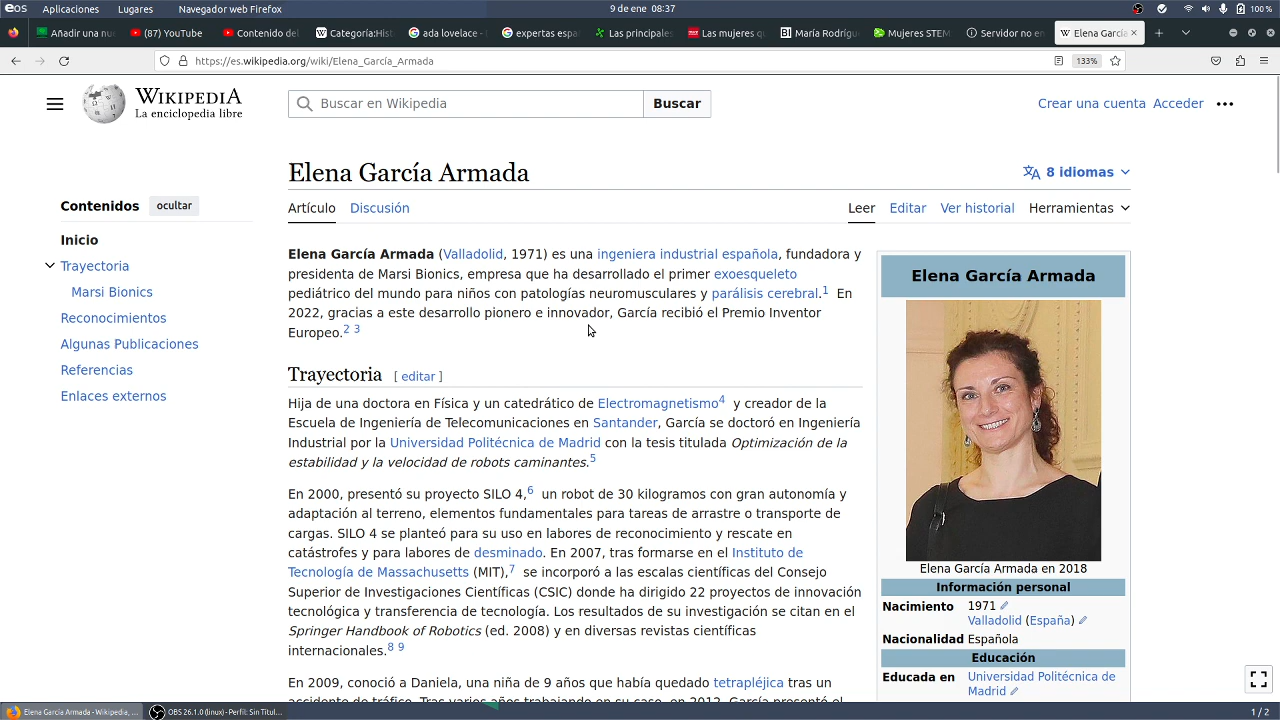 eos Aplicaciones Lugares Navegador web Firefox 9 de ene 08:37 100 %
Añadir una nu (87) YouTube Contenido del Categoría:His ada lovelace - expertas espa Las principales Las mujeres qu María Rodrígu Mujeres STEM Servidor no en Elena García
https://es.wikipedia.org/wiki/Elena_García_Armada 133%
WIKIPEDIA
La enciclopedia libre
Buscar en Wikipedia Buscar
Crear una cuenta Acceder
Elena García Armada
8 idiomas
Contenidos ocultar
Inicio
Trayectoria
Marsi Bionics
Reconocimientos
Algunas Publicaciones
Referencias
Enlaces externos
Artículo Discusión Leer Editar Ver historial Herramientas
Elena García Armada (Valladolid, 1971) es una ingeniera industrial española, fundadora y
presidenta de Marsi Bionics, empresa que ha desarrollado el primer exoesqueleto
pediátrico del mundo para niños con patologías neuromusculares y parálisis cerebral.1 En
2022, gracias a este desarrollo pionero e innovador, García recibió el Premio Inventor
Europeo.2 3
Trayectoria [ editar ]
Hija de una doctora en Física y un catedrático de Electromagnetismo4 y creador de la
Escuela de Ingeniería de Telecomunicaciones en Santander, García se doctoró en Ingeniería
Industrial por la Universidad Politécnica de Madrid con la tesis titulada Optimización de la
estabilidad y la velocidad de robots caminantes.5
En 2000, presentó su proyecto SILO 4,6 un robot de 30 kilogramos con gran autonomía y
adaptación al terreno, elementos fundamentales para tareas de arrastre o transporte de
cargas. SILO 4 se planteó para su uso en labores de reconocimiento y rescate en
catástrofes y para labores de desminado. En 2007, tras formarse en el Instituto de
Tecnología de Massachusetts (MIT),7 se incorporó a las escalas científicas del Consejo
Superior de Investigaciones Científicas (CSIC) donde ha dirigido 22 proyectos de innovación
tecnológica y transferencia de tecnología. Los resultados de su investigación se citan en el
Springer Handbook of Robotics (ed. 2008) y en diversas revistas científicas
internacionales.8 9
En 2009, conoció a Daniela, una niña de 9 años que había quedado tetrapléjica tras un
accidente de tráfico. Tras varios años trabajando en su caso, en 2012, García presentó el
Elena García Armada
Elena García Armada en 2018
Información personal
Nacimiento 1971
Valladolid (España)
Nacionalidad Española
Educación
Educada en Universidad Politécnica de
Madrid
Elena García Armada - Wikipedia, ... OBS 26.1.0 (linux) - Perfil: Sin Titul... 1 / 2